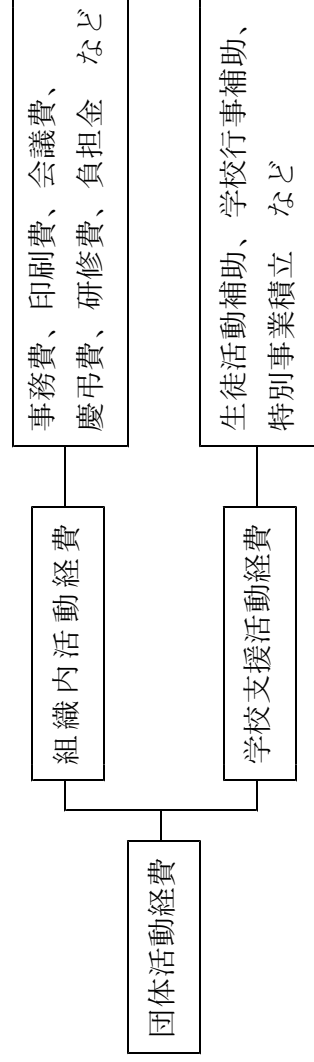 団体活動経費
組織内活動経費
事務費、印刷費、会議費、
慶弔費、研修費、負担金　など
学校支援活動経費
生徒活動補助、学校行事補助、
特別事業積立　など